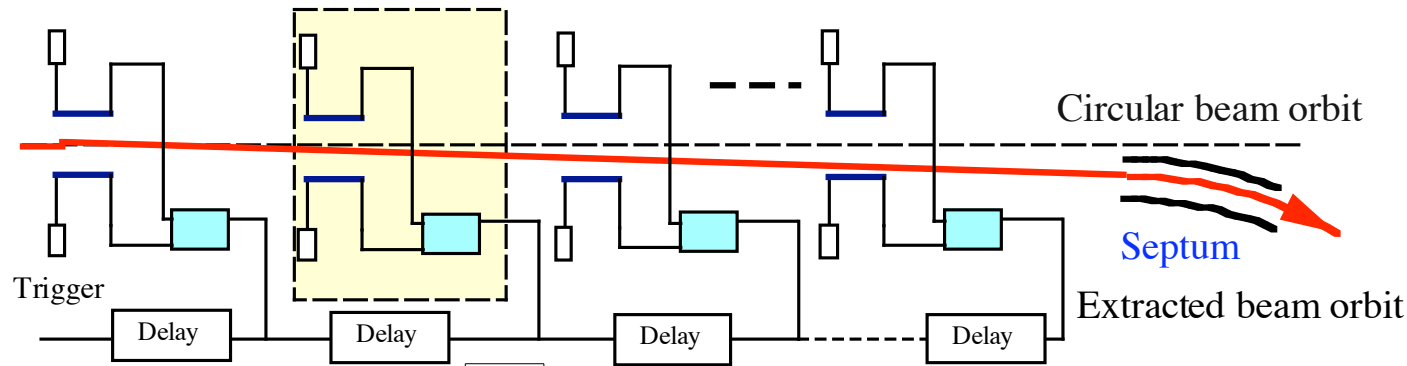 Circular beam orbit
Septum
Trigger
Extracted beam orbit
Delay
Delay
Delay
Delay